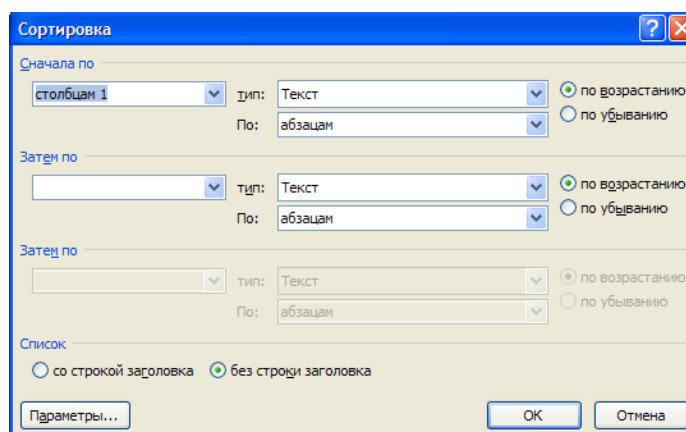 Сортировка
Сначала по
столбцам 1 тип: Текст по возрастанию
По: абзацам по убыванию
Затем по
тип: Текст по возрастанию
По: абзацам по убыванию
Затем по
тип: Текст по возрастанию
По: абзацам по убыванию
Список
со строкой заголовка без строки заголовка
Параметры... ОК Отмена